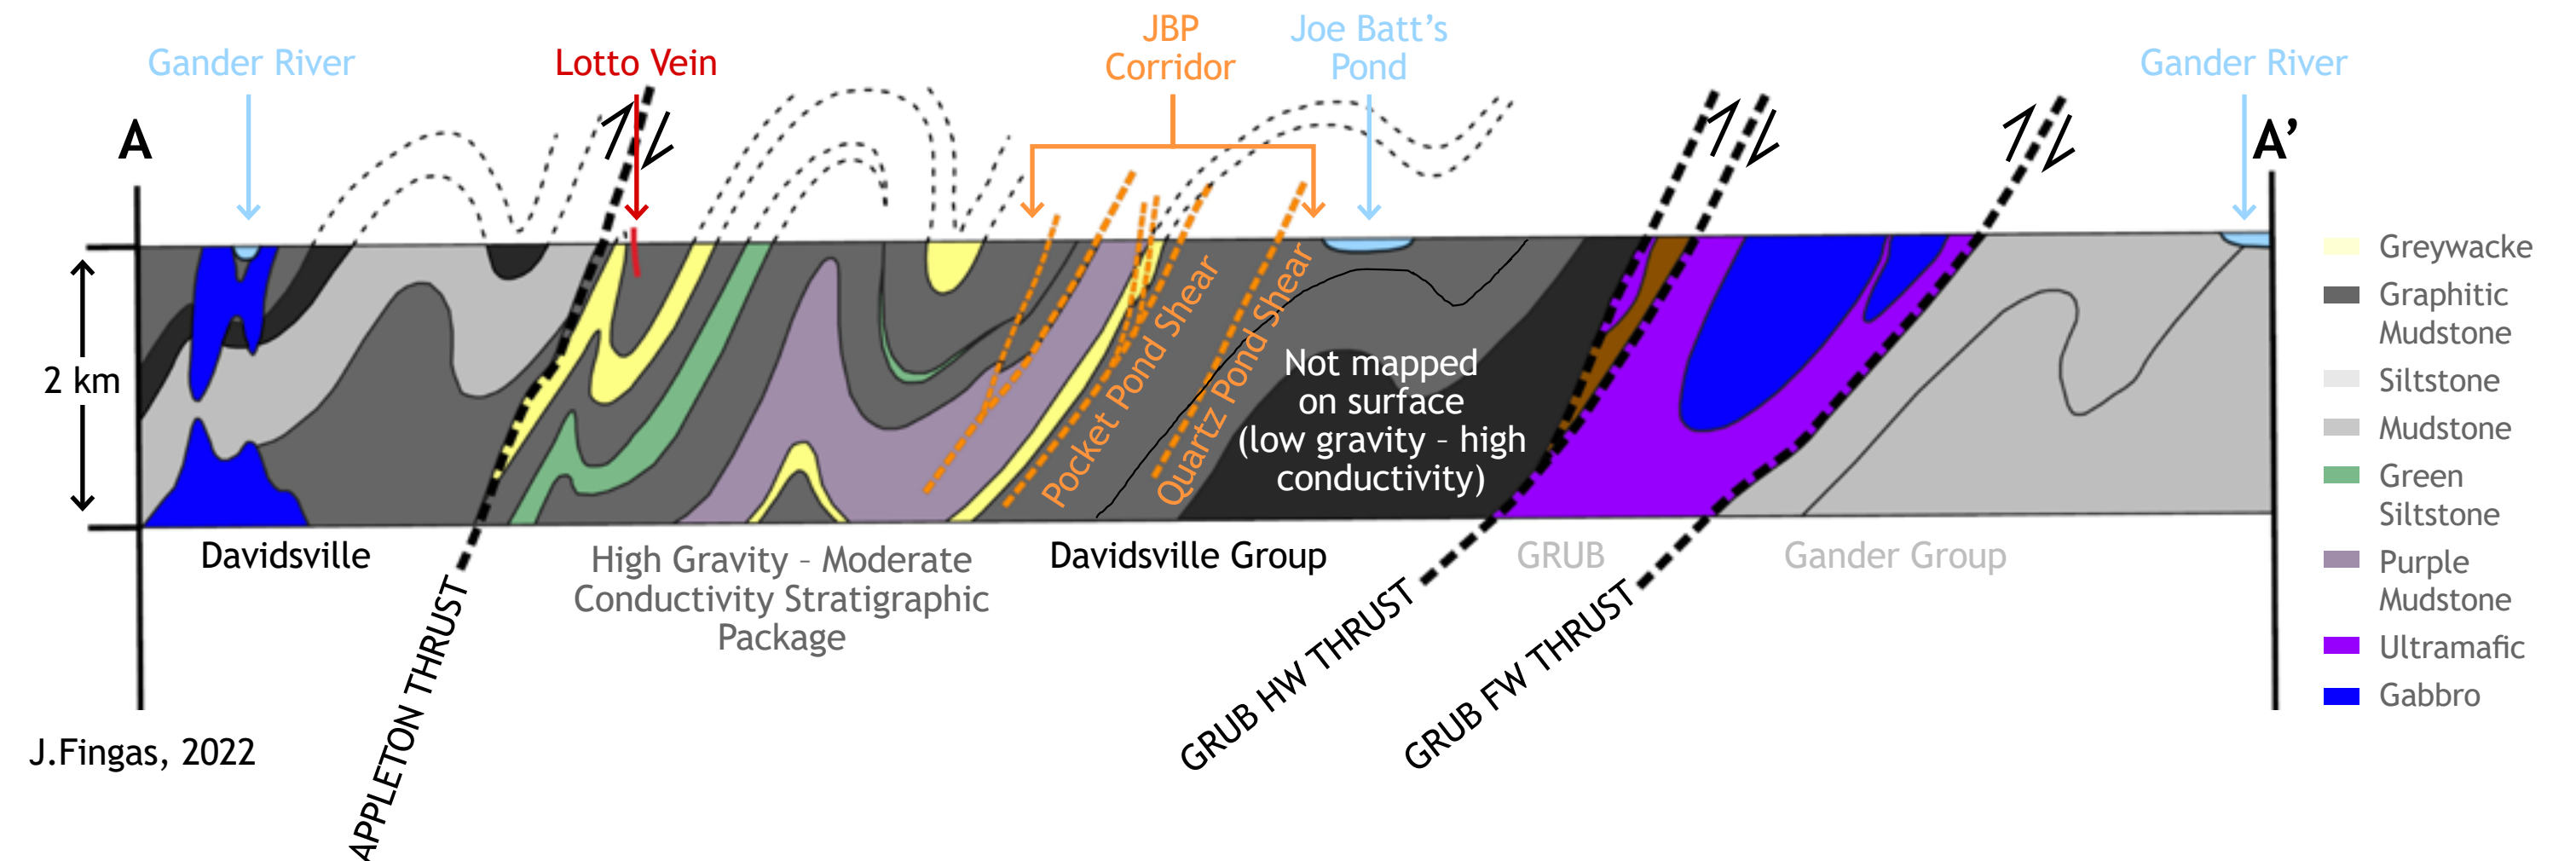 Gander River
Lotto Vein
JBP
Corridor
Joe Batt’s
Pond
Gander River
A
A’
2 km
Pocket Pond Shear
Quartz Pond Shear
Not mapped
on surface
(low gravity – high
conductivity)
Davidsville
High Gravity – Moderate
Conductivity Stratigraphic
Package
Davidsville Group
GRUB
Gander Group
APPLETON THRUST
GRUB HW THRUST
GRUB FW THRUST
J.Fingas, 2022
Greywacke
Graphitic
Mudstone
Siltstone
Mudstone
Green
Siltstone
Purple
Mudstone
Ultramafic
Gabbro